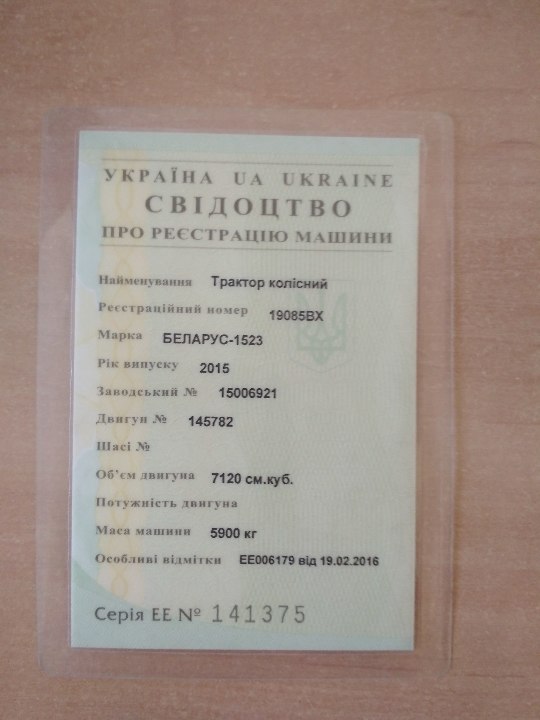 УКРАЇНА UA UKRAINE
СВІДОЦТВО
ПРО РЕЄСТРАЦІЮ МАШИНИ
Найменування Трактор колісний
Реєстраційний номер 19085ВХ
Марка БЕЛАРУС-1523
Рік випуску 2015
Заводський № 15006921
Двигун № 145782
Шасі №
Об'єм двигуна 7120 см.куб.
Потужність двигуна
Маса машини 5900 кг
Особливі відмітки ЕЕ006179 від 19.02.2016
Серія ЕЕ № 141375